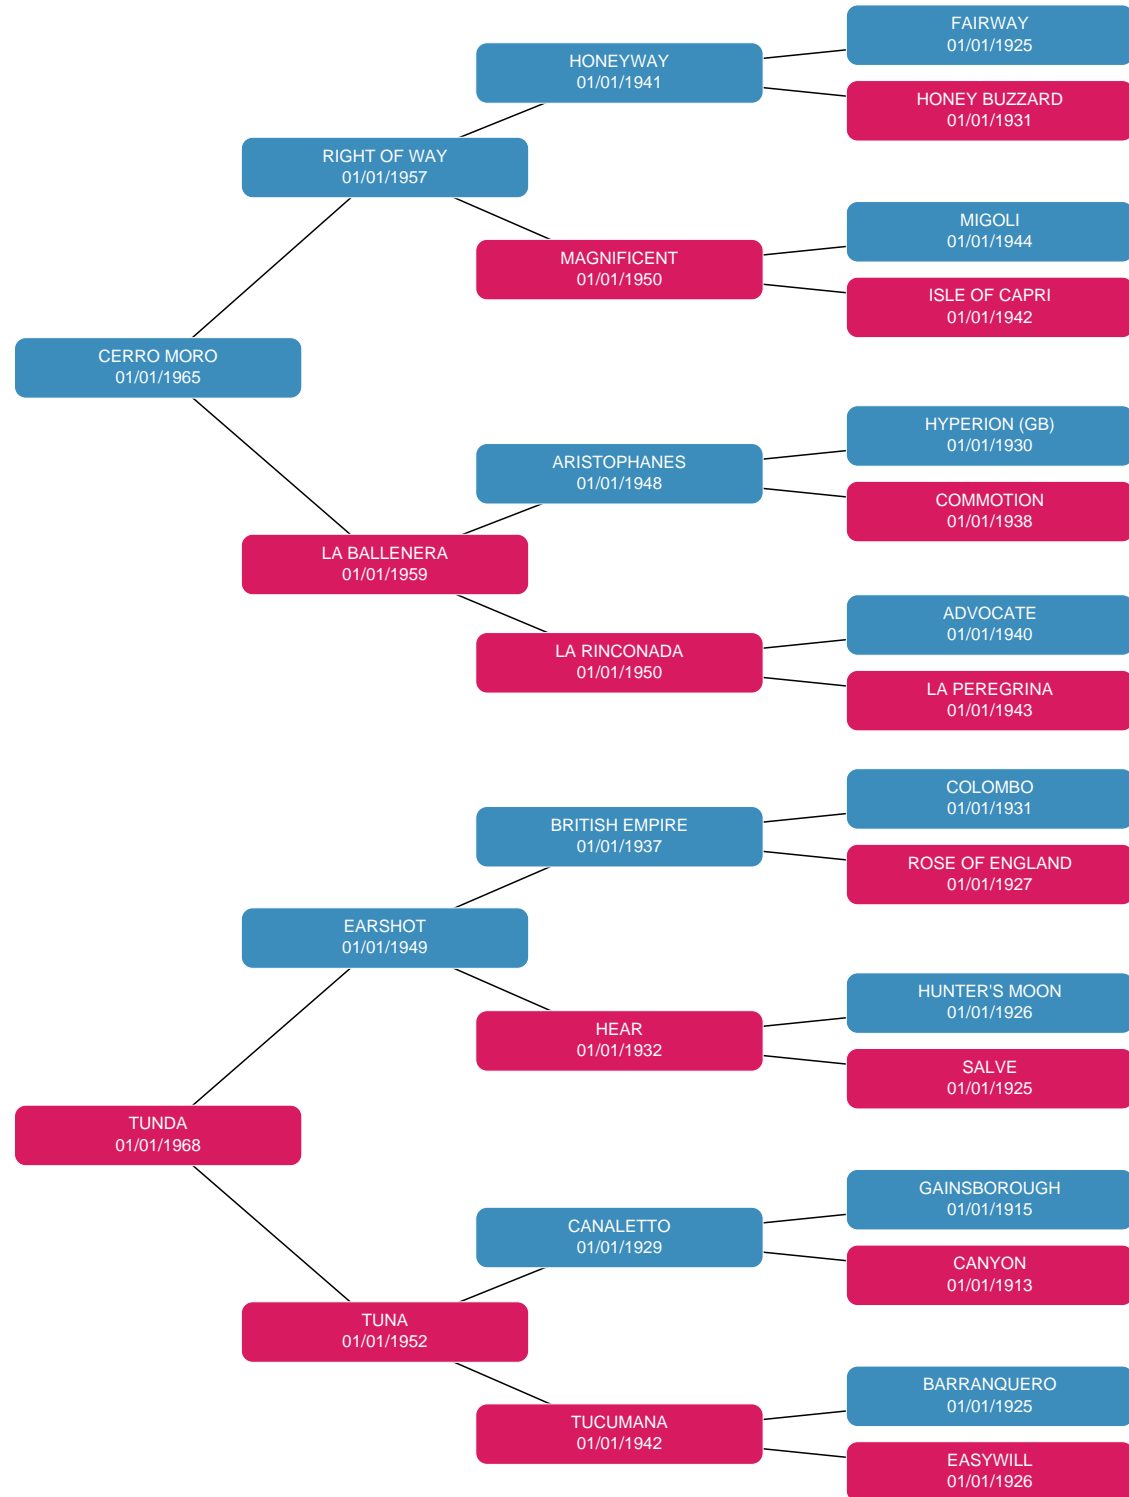 FAIRWAY
01/01/1925
HONEYWAY
01/01/1941
HONEY BUZZARD
01/01/1931
RIGHT OF WAY
01/01/1957
MIGOLI
01/01/1944
MAGNIFICENT
01/01/1950
ISLE OF CAPRI
01/01/1942
CERRO MORO
01/01/1965
HYPERION (GB)
01/01/1930
ARISTOPHANES
01/01/1948
COMMOTION
01/01/1938
LA BALLENERA
01/01/1959
ADVOCATE
01/01/1940
LA RINCONADA
01/01/1950
LA PEREGRINA
01/01/1943
COLOMBO
01/01/1931
BRITISH EMPIRE
01/01/1937
ROSE OF ENGLAND
01/01/1927
EARSHOT
01/01/1949
HUNTER'S MOON
01/01/1926
HEAR
01/01/1932
SALVE
01/01/1925
TUNDA
01/01/1968
GAINSBOROUGH
01/01/1915
CANALETTO
01/01/1929
CANYON
01/01/1913
TUNA
01/01/1952
BARRANQUERO
01/01/1925
TUCUMANA
01/01/1942
EASYWILL
01/01/1926